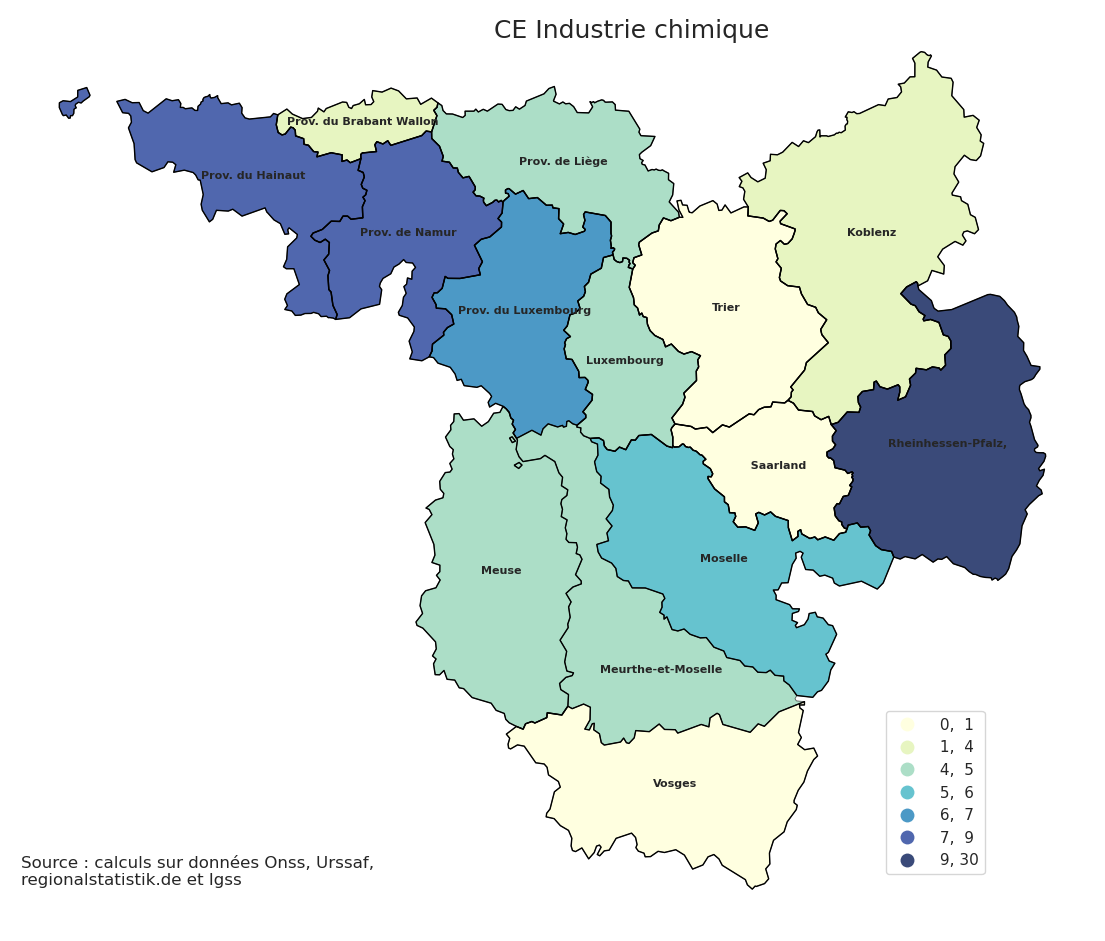 CE Industrie chimique
Prov. du Brabant Wallon
Prov. de Liège
Prov. du Hainaut
Prov. de Namur
Koblenz
Prov. du Luxembourg
Trier
Luxembourg
Rheinhessen-Pfalz,
Saarland
Moselle
Meuse
Meurthe-et-Moselle
Vosges
0, 1
1, 4
4, 5
5, 6
6, 7
7, 9
9, 30
Source : calculs sur données Onss, Urssaf,
regionalstatistik.de et Igss